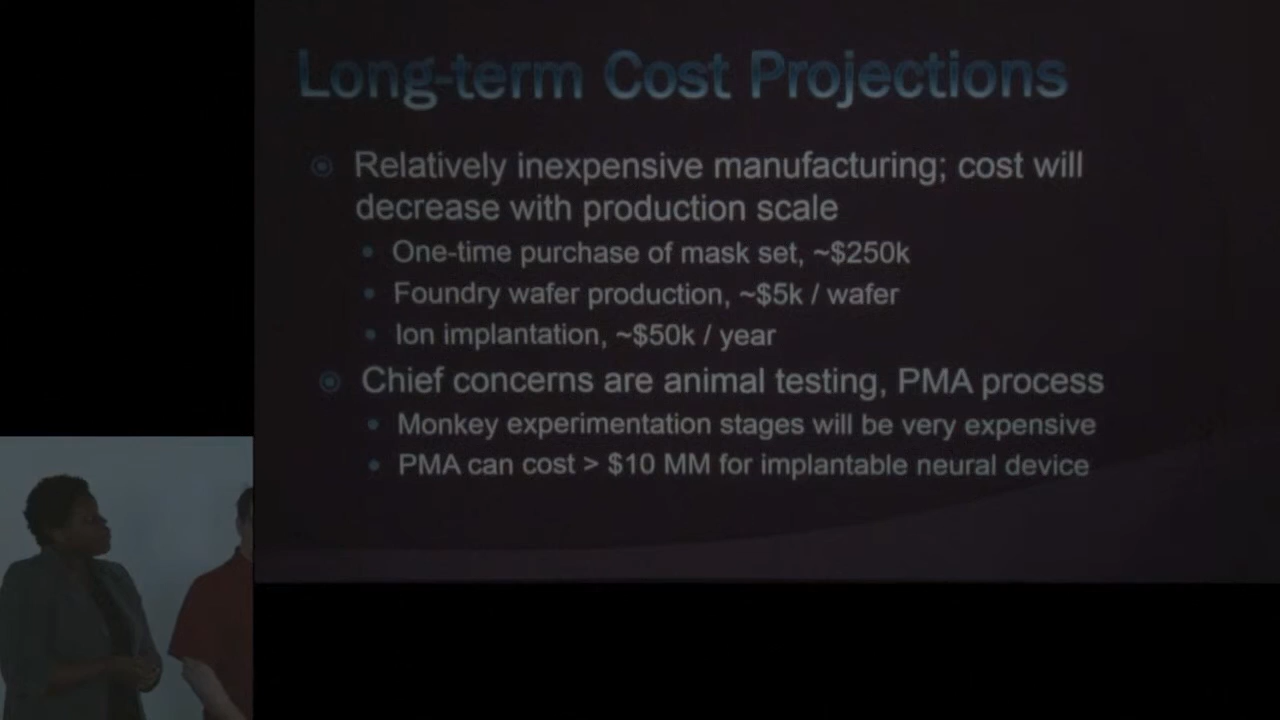 Long-term Cost Projections
Relatively inexpensive manufacturing; cost will
decrease with production scale
One-time purchase of mask set, ~$250k
Foundry wafer production, ~$5k / wafer
Ion implantation, ~$50k / year
Chief concerns are animal testing, PMA process
Monkey experimentation stages will be very expensive
PMA can cost > $10 MM for implantable neural device